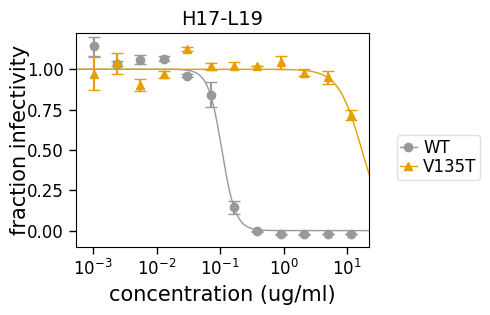 H17-L19
fraction infectivity
1.00
0.75
0.50
0.25
0.00
10⁻³ 10⁻² 10⁻¹ 10⁰ 10¹
concentration (ug/ml)
WT
V135T